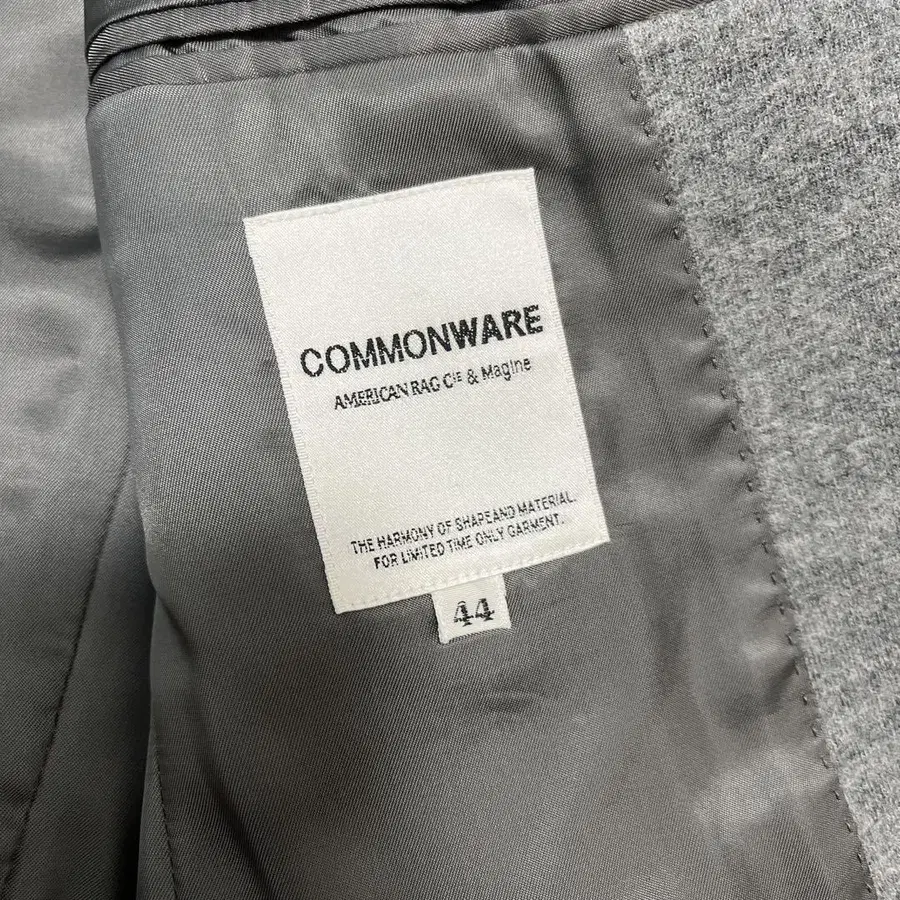 COMMONWARE
AMERICAN RAG CIE & Magine
THE HARMONY OF SHAPEAND MATERIAL.
FOR LIMITED TIME ONLY GARMENT.
44